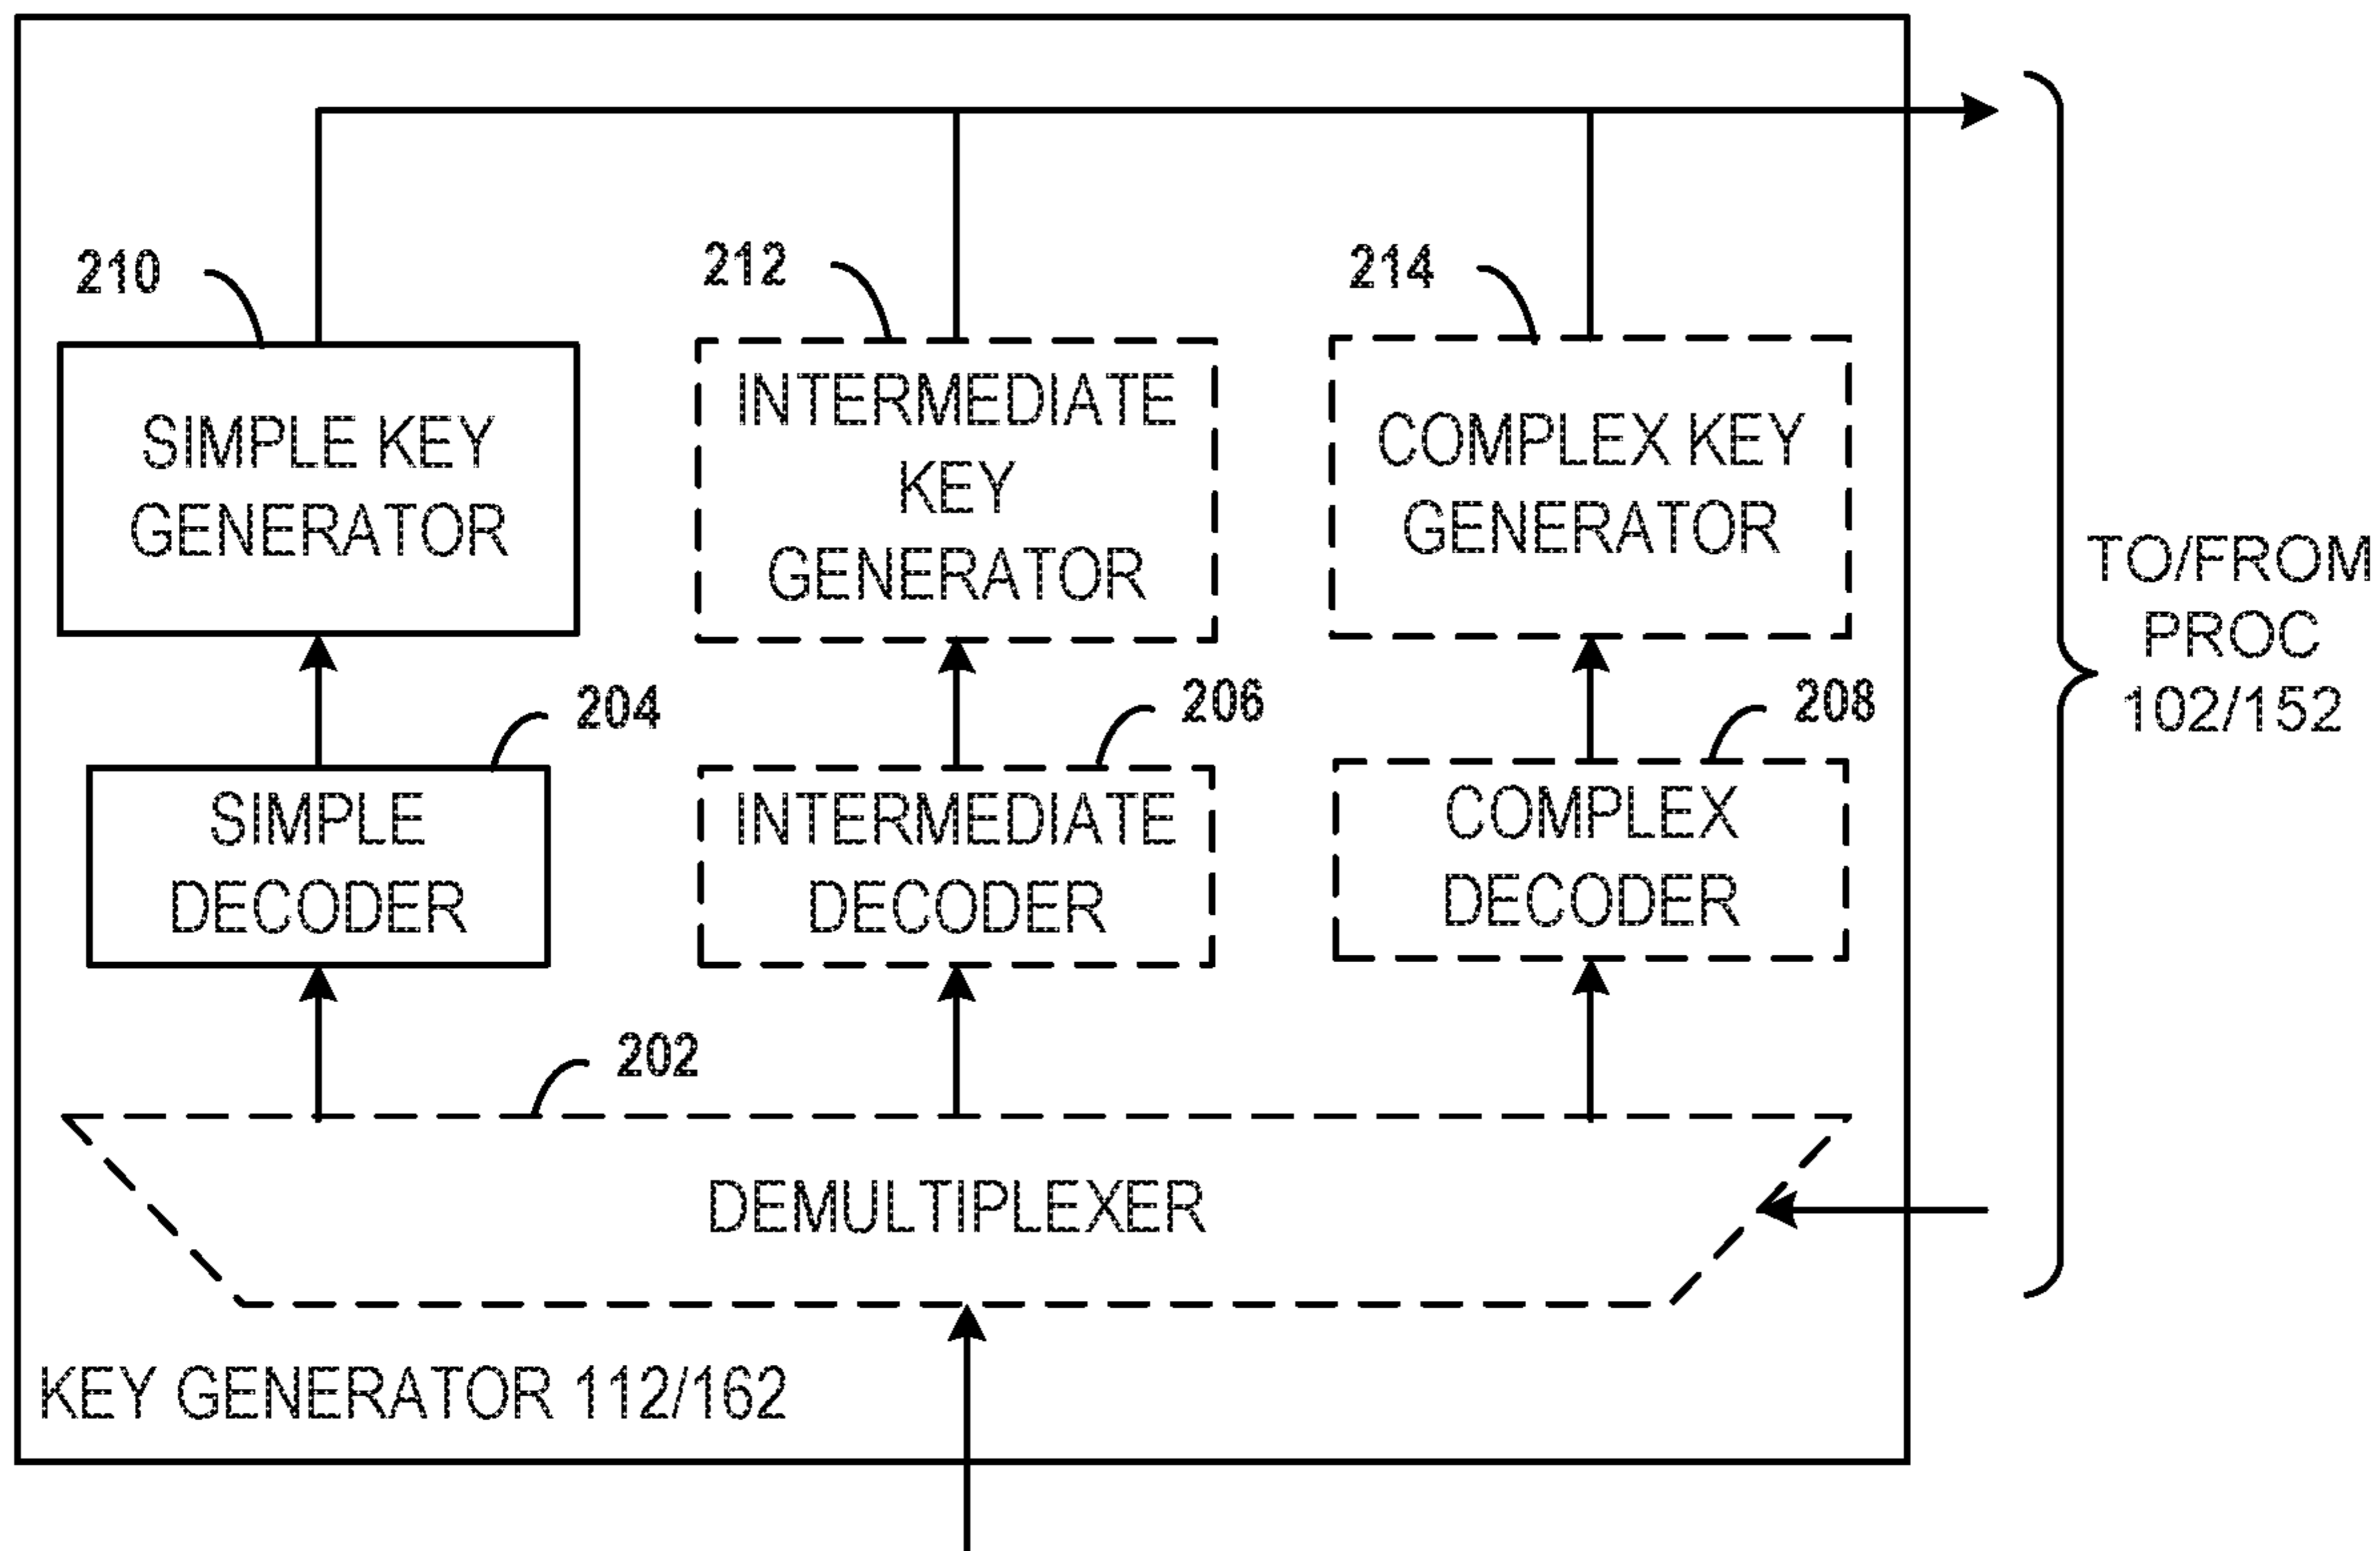 210
212
214
SIMPLE KEY
GENERATOR
INTERMEDIATE
KEY
GENERATOR
COMPLEX KEY
GENERATOR
TO/FROM
PROC
102/152
204
206
208
SIMPLE
DECODER
INTERMEDIATE
DECODER
COMPLEX
DECODER
202
DEMULTIPLEXER
KEY GENERATOR 112/162